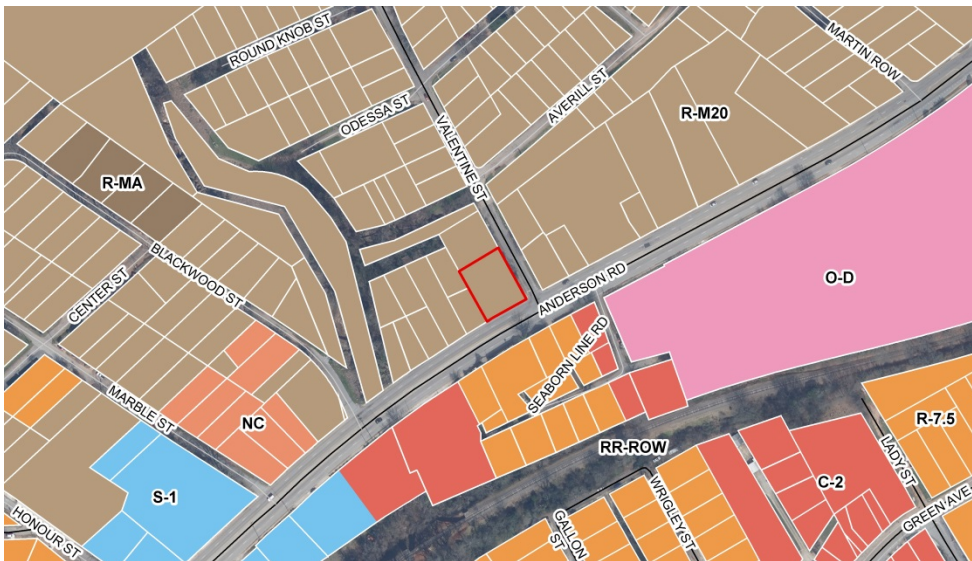 ROUND KNOB ST
MARTIN ROW
ODESSA ST
AVERILL ST
VALENTINE ST
R-M20
R-MA
BLACKWOOD ST
CENTER ST
ANDERSON RD
O-D
SEABORN LINE RD
MARBLE ST
NC
RR-ROW
R-7.5
S-1
LADY ST
C-2
WRIGLEY ST
GALLON ST
GREEN AVE
HONOUR ST